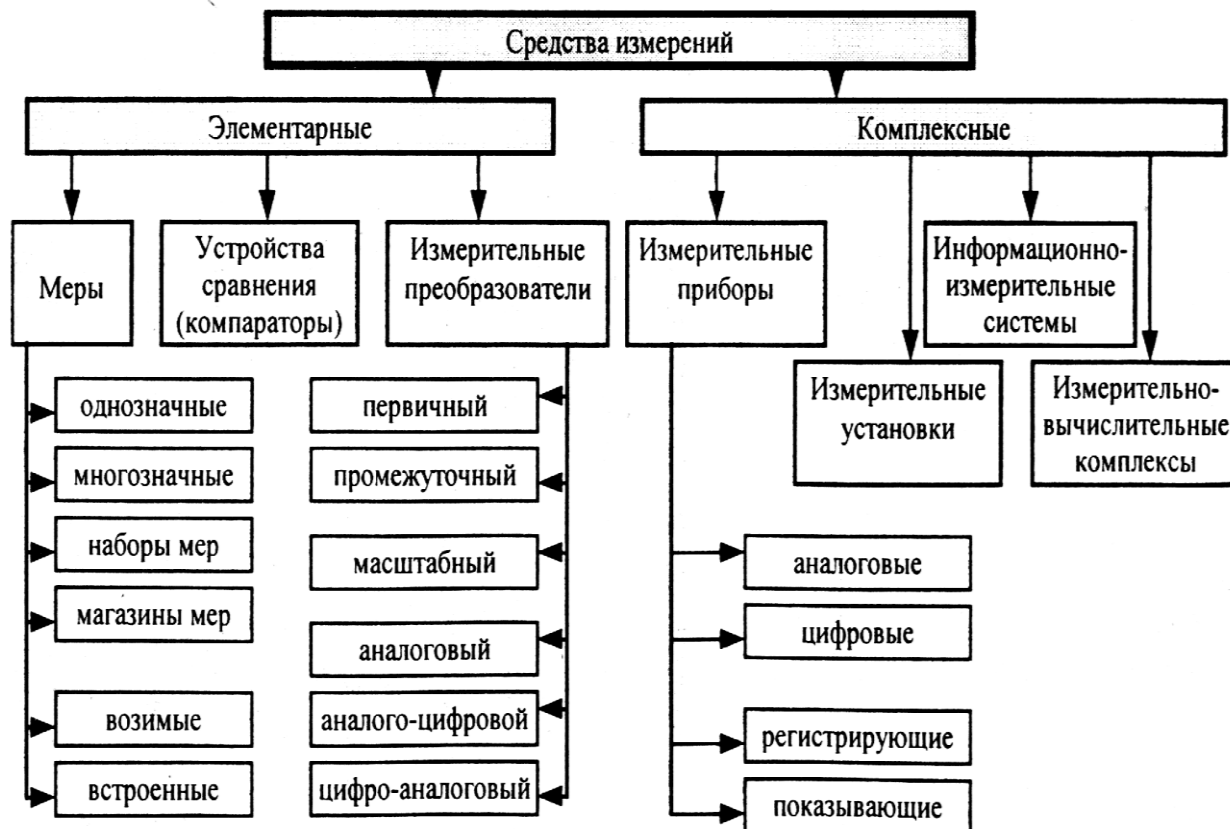 Средства измерений
Элементарные
Комплексные
Меры
Устройства
сравнения
(компараторы)
Измерительные
преобразователи
Измерительные
приборы
Информационно-
измерительные
системы
Измерительные
установки
Измерительно-
вычислительные
комплексы
однозначные
многозначные
наборы мер
магазины мер
возимые
встроенные
первичный
промежуточный
масштабный
аналоговый
аналого-цифровой
цифро-аналоговый
аналоговые
цифровые
регистрирующие
показывающие